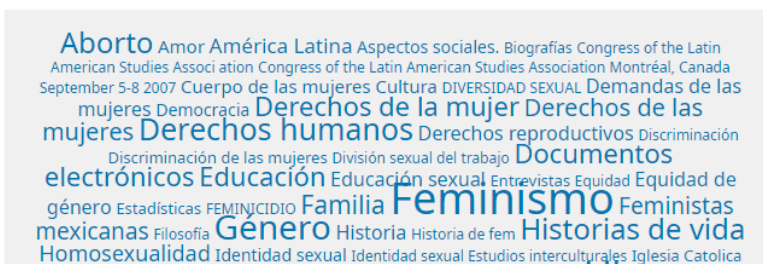 Aborto Amor América Latina Aspectos sociales. Biografías Congress of the Latin
American Studies Associ ation Congress of the Latin American Studies Association Montréal, Canada
September 5-8 2007 Cuerpo de las mujeres Cultura DIVERSIDAD SEXUAL Demandas de las
mujeres Democracia Derechos de la mujer Derechos de las
mujeres Derechos humanos Derechos reproductivos Discriminación
Discriminación de las mujeres División sexual del trabajo Documentos
electrónicos Educación Educación sexual Entrevistas Equidad Equidad de
género Estadísticas FEMINICIDIO Familia Feminismo Feministas
mexicanas Filosofía Género Historia Historia de fem Historias de vida
Homosexualidad Identidad sexual Identidad sexual Estudios interculturales Iglesia Catolica